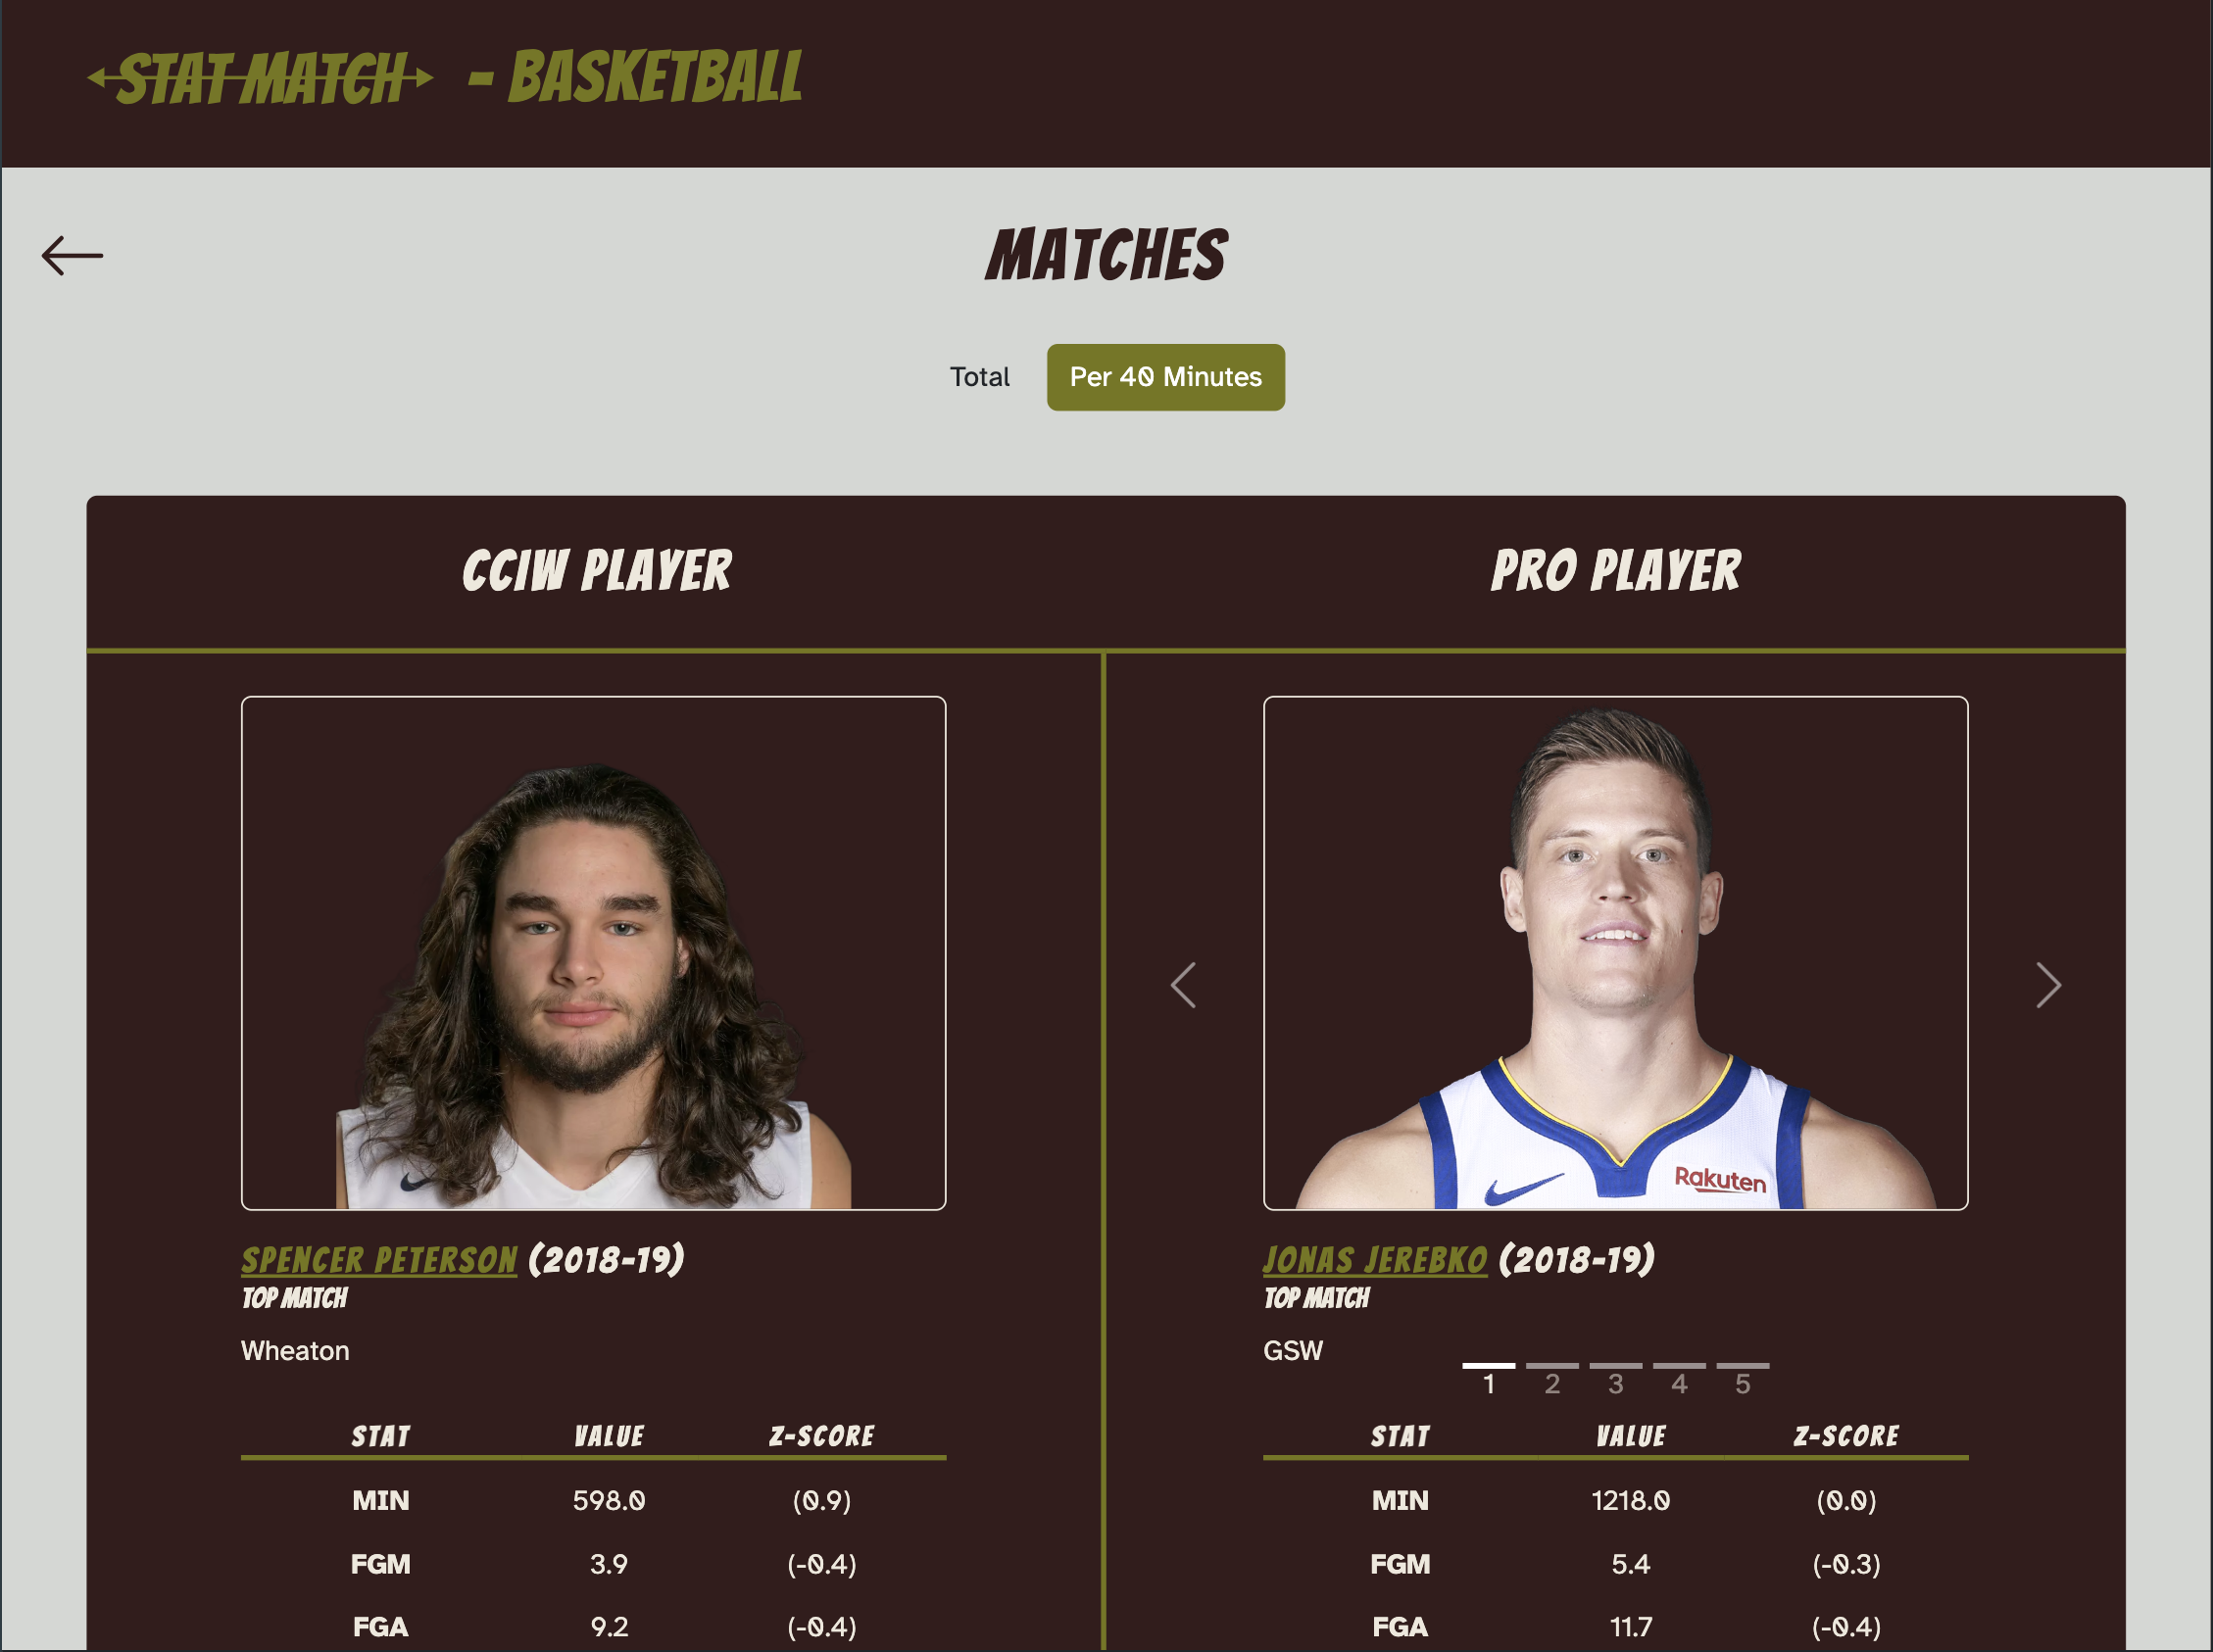 STAT MATCH - BASKETBALL
MATCHES
Total Per 40 Minutes
CCIW PLAYER
PRO PLAYER
Rakuten
SPENCER PETERSON (2018-19)
TOP MATCH
Wheaton
STAT VALUE Z-SCORE
MIN 598.0 (0.9)
FGM 3.9 (-0.4)
FGA 9.2 (-0.4)
JONAS JEREBKO (2018-19)
TOP MATCH
GSW
1 2 3 4 5
STAT VALUE Z-SCORE
MIN 1218.0 (0.0)
FGM 5.4 (-0.3)
FGA 11.7 (-0.4)